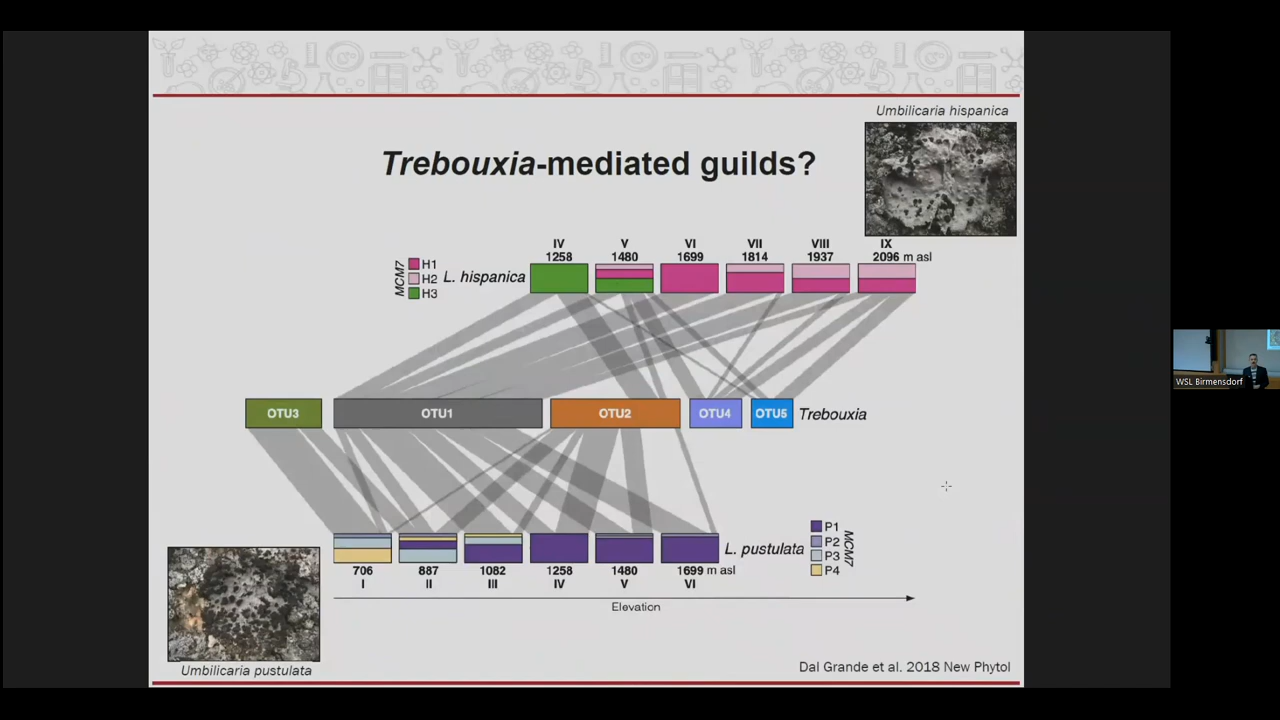 Umbilicaria hispanica
Trebouxia-mediated guilds?
IV V VI VII VIII IX
1258 1480 1699 1814 1937 2096 m asl
MCM7
H1
H2
H3
L. hispanica
OTU3 OTU1 OTU2 OTU4 OTU5 Trebouxia
L. pustulata
P1
P2
P3
P4
MCM7
706 887 1082 1258 1480 1699 m asl
I II III IV V VI
Elevation
Umbilicaria pustulata
Dal Grande et al. 2018 New Phytol
WSL Birmensdorf